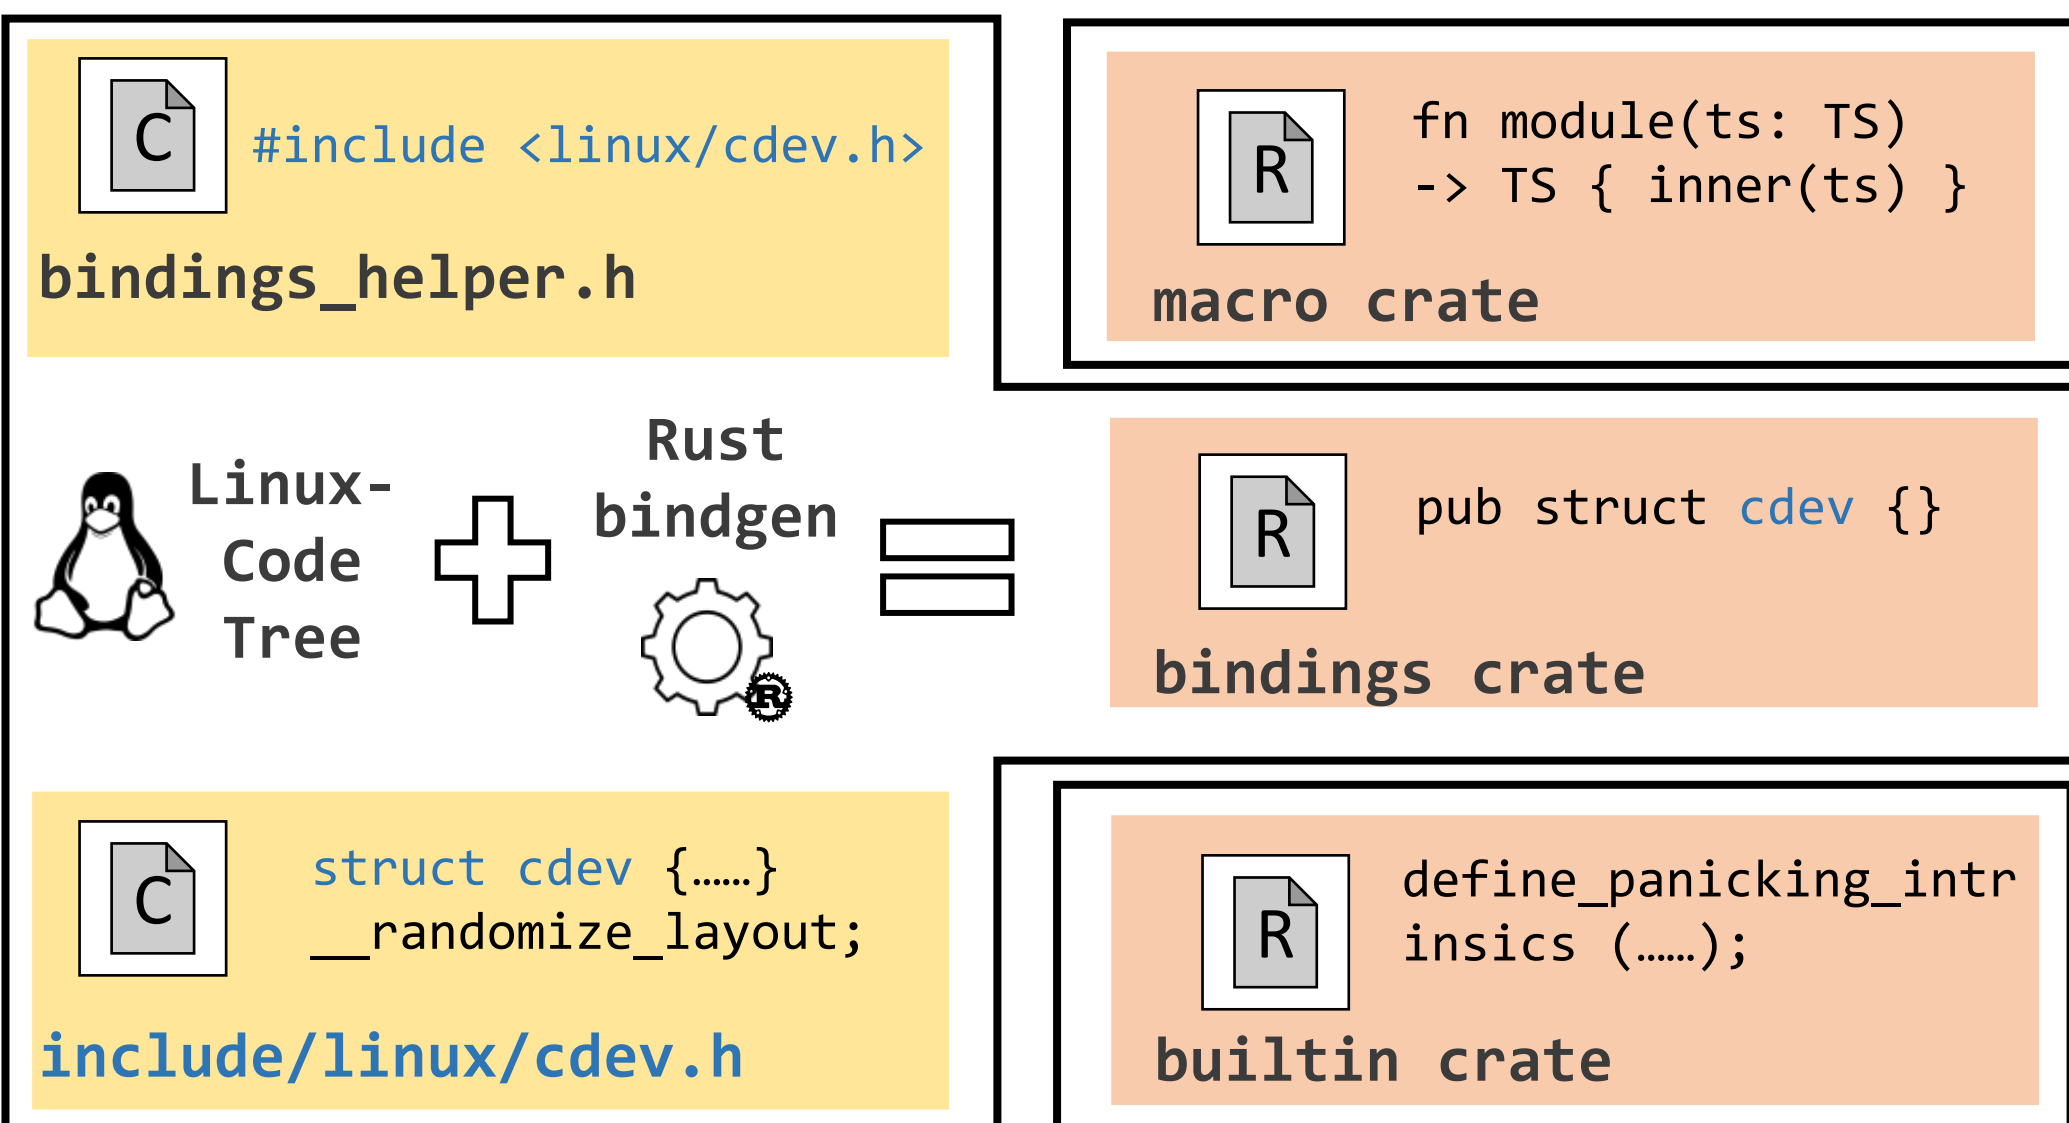 C
#include <linux/cdev.h>
bindings_helper.h
R
fn module(ts: TS)
-> TS { inner(ts) }
macro crate
Linux-
Code
Tree
Rust
bindgen
R
R
pub struct cdev {}
bindings crate
C
struct cdev {……}
__randomize_layout;
include/linux/cdev.h
R
define_panicking_intr
insics (……);
builtin crate